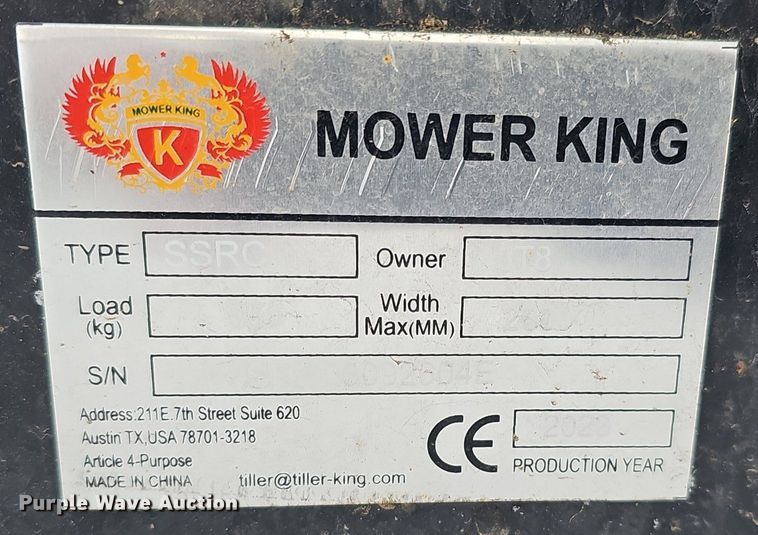 MOWER KING
K
MOWER KING
TYPE SSRC Owner
Load
(kg)
Width
Max(MM)
S/N
Address:211E.7th Street Suite 620
Austin TX,USA 78701-3218
Article 4-Purpose
MADE IN CHINA tiller@tiller-king.com
CE 2023
PRODUCTION YEAR
Purple Wave Auction